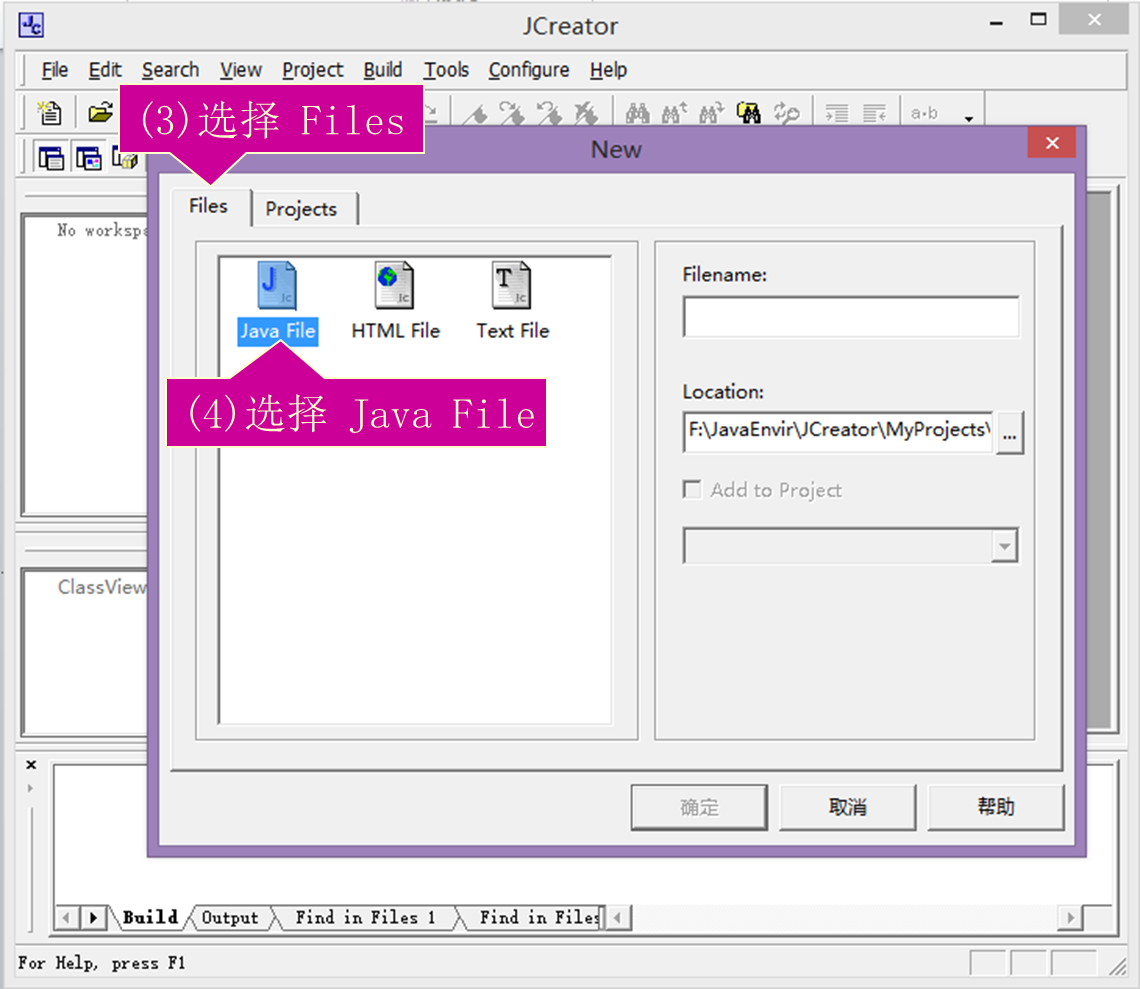 JCreator
File Edit Search View Project Build Tools Configure Help
(3)选择 Files
a·b
New
Files Projects
No workspa
Java File HTML File Text File
(4)选择 Java File
Filename:
Location:
F:\JavaEnvir\JCreator\MyProjects\
...
Add to Project
ClassView
确定 取消 帮助
Build Output Find in Files 1 Find in Files
For Help, press F1